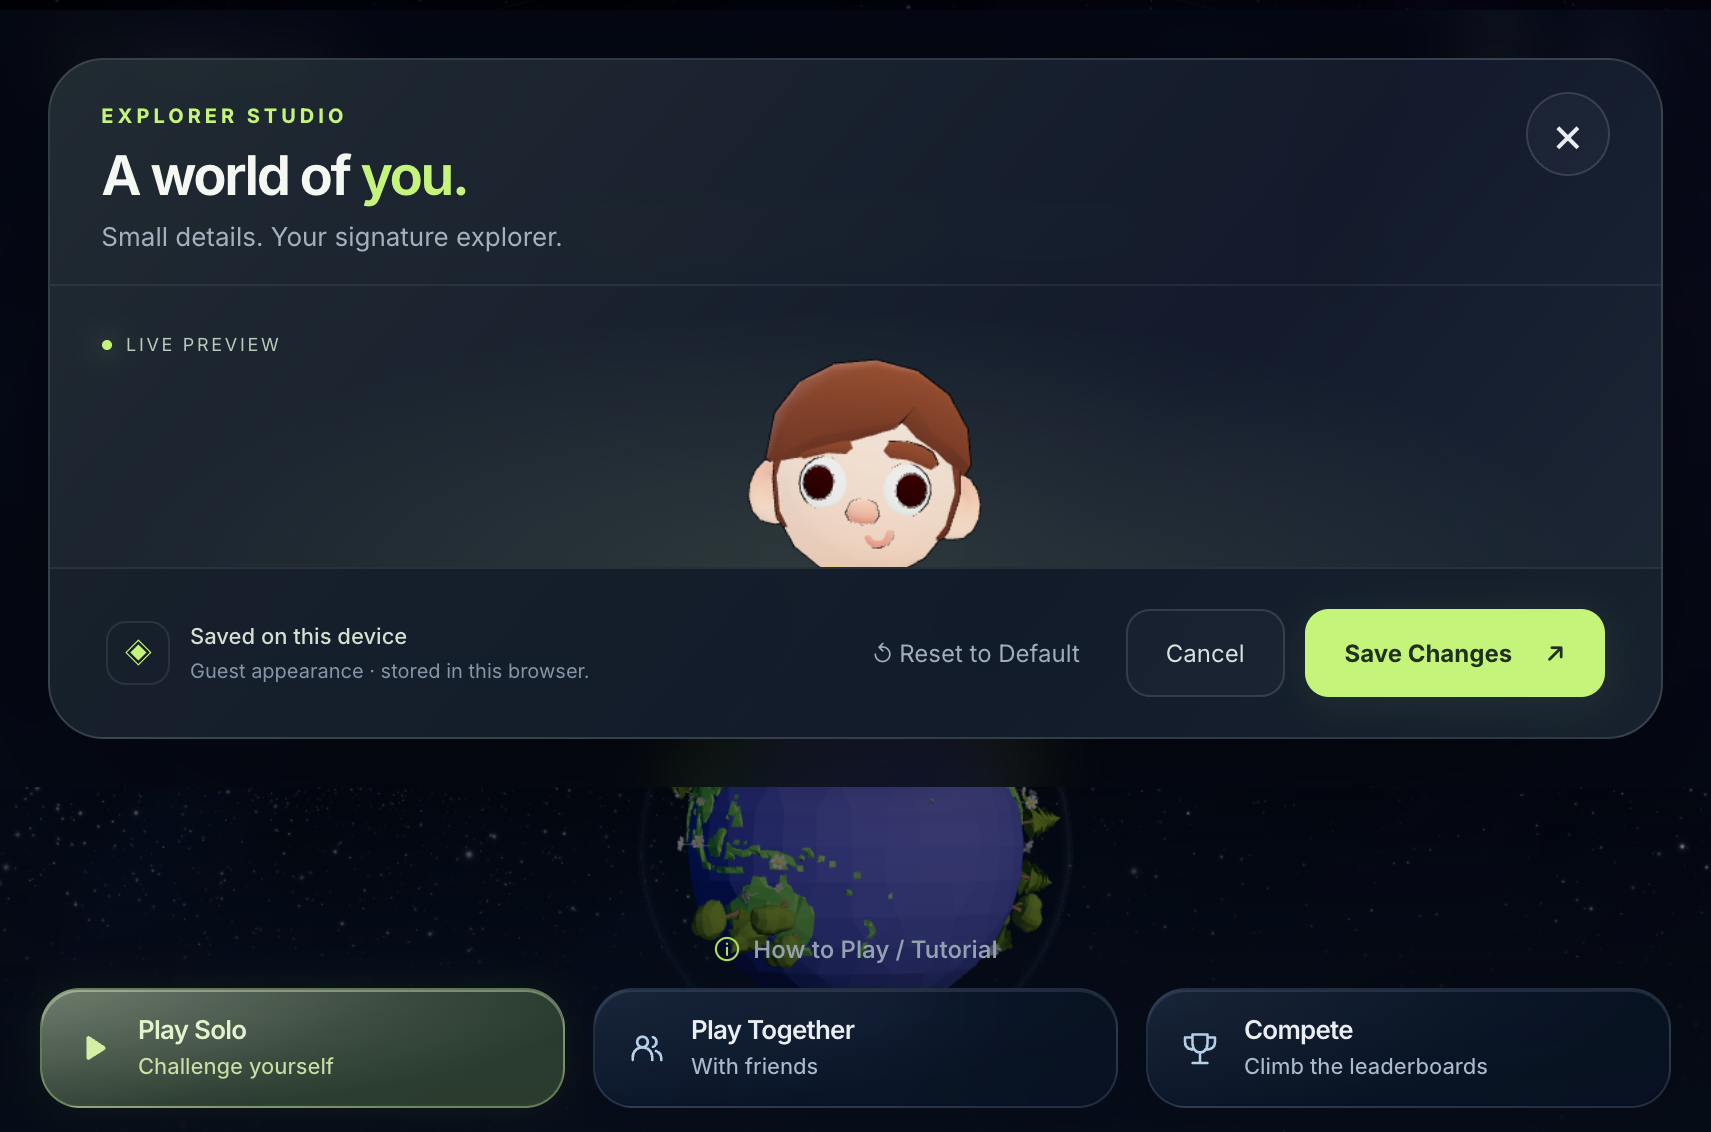 EXPLORER STUDIO
A world of you.
Small details. Your signature explorer.
LIVE PREVIEW
Saved on this device
Guest appearance · stored in this browser.
Reset to Default
Cancel
Save Changes
How to Play / Tutorial
Play Solo
Challenge yourself
Play Together
With friends
Compete
Climb the leaderboards